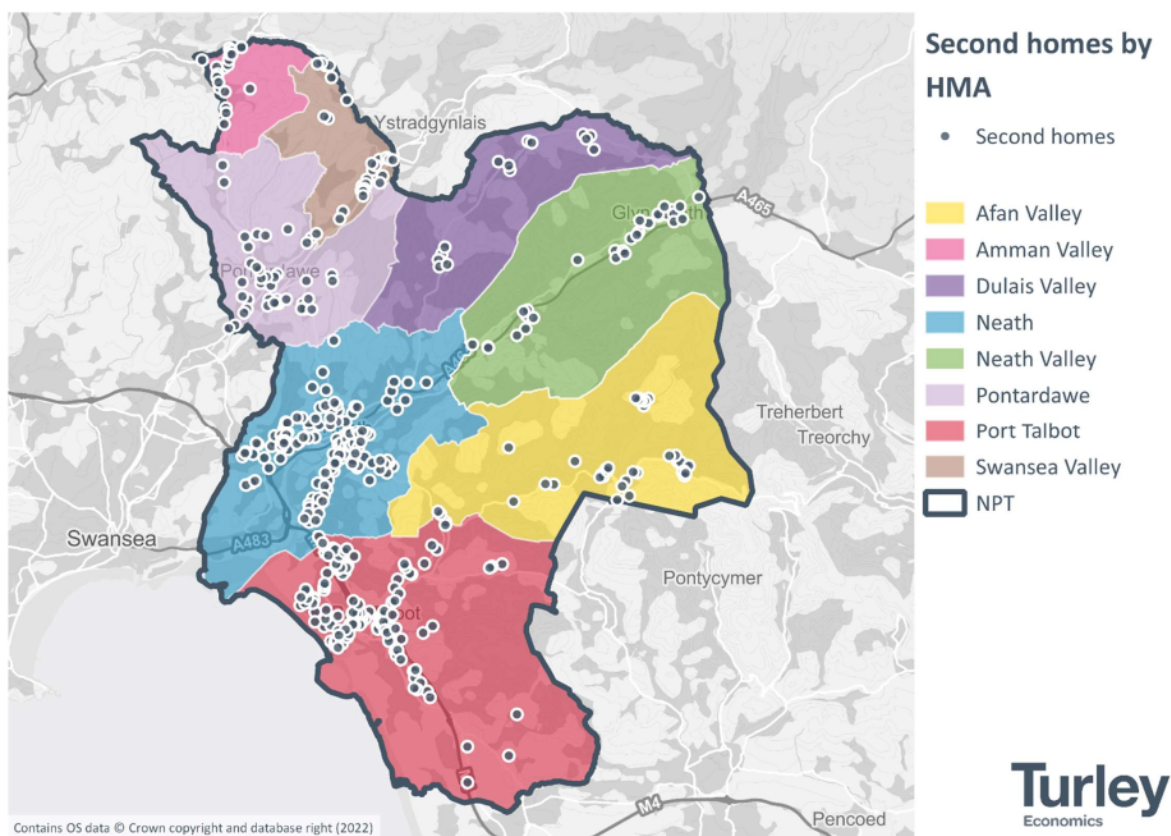 Second homes by
HMA
Second homes
Afan Valley
Amman Valley
Dulais Valley
Neath
Neath Valley
Pontardawe
Port Talbot
Swansea Valley
NPT
Ystradgynlais
A465
Pontardawe
Treherbert
Treorchy
Swansea
A483
Pontycymer
M4
Pencoed
Contains OS data © Crown copyright and database right (2022)
Turley
Economics